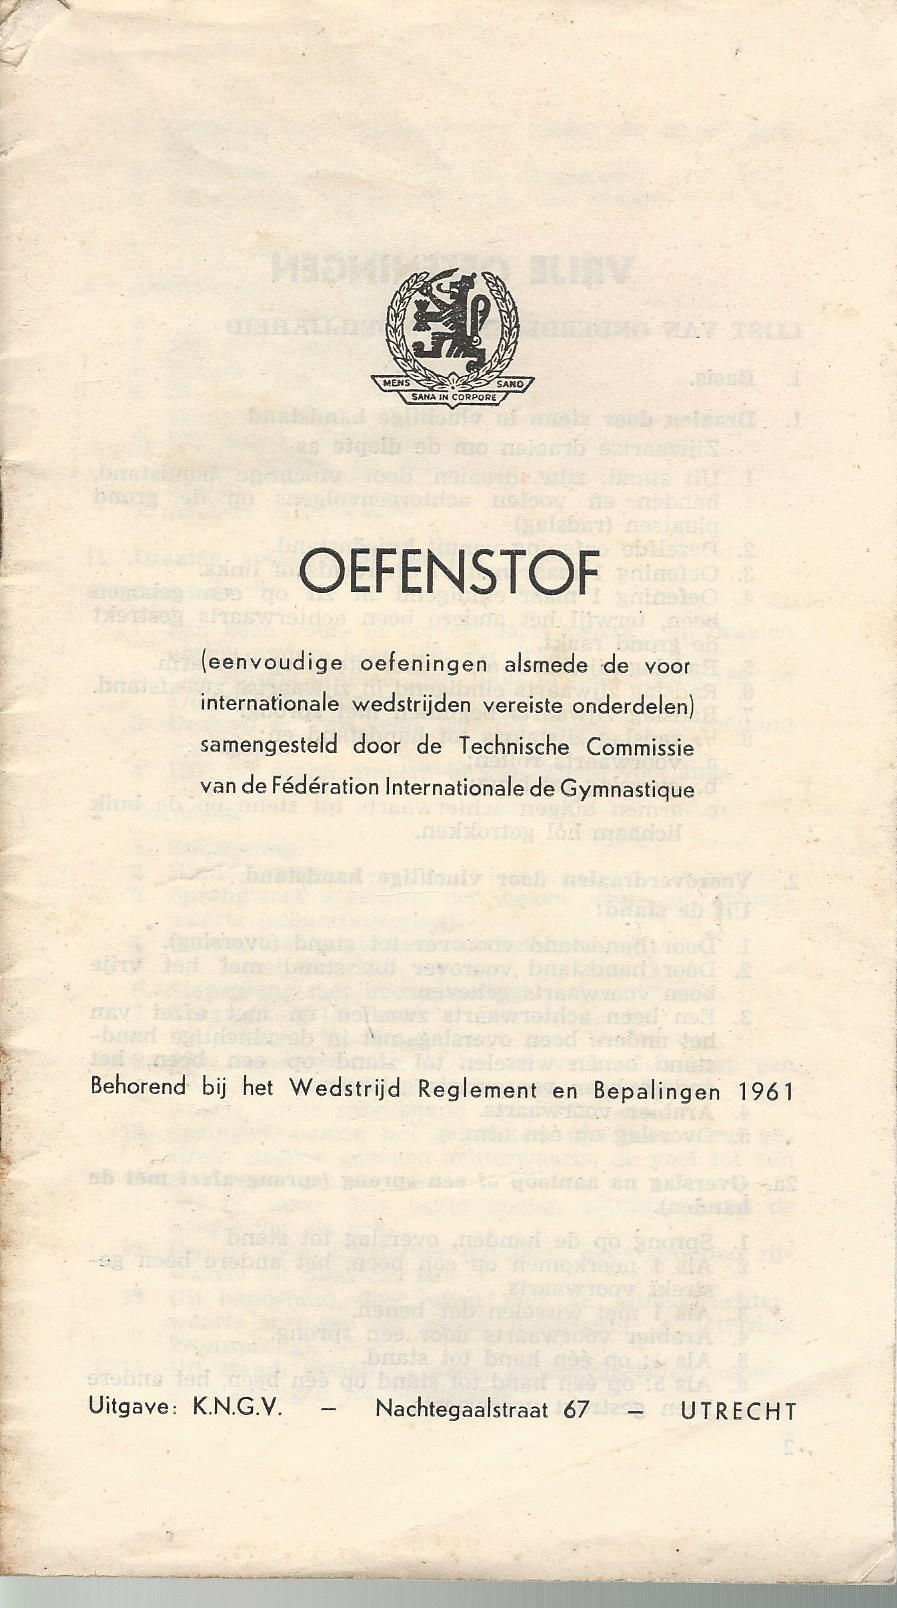 MENS SANO
SANA IN CORPORE
OEFENSTOF
(eenvoudige oefeningen alsmede de voor
internationale wedstrijden vereiste onderdelen)
samengesteld door de Technische Commissie
van de Fédération Internationale de Gymnastique
Behorend bij het Wedstrijd Reglement en Bepalingen 1961
Uitgave: K.N.G.V. – Nachtegaalstraat 67 – UTRECHT